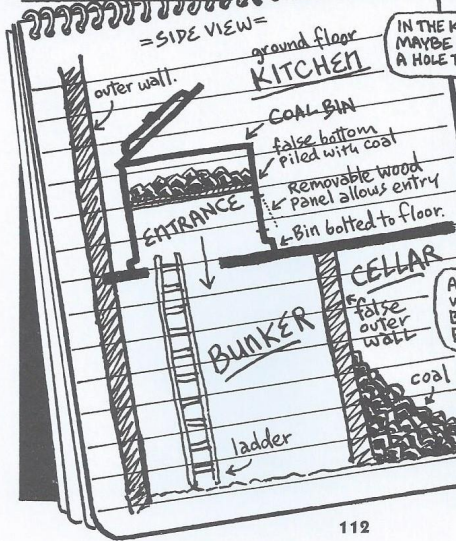 =SIDE VIEW=
ground floor
KITCHEN
IN THE
MAYBE
A HOLE
outer wall.
COAL BIN
false bottom
piled with coal
Removable wood
panel allows entry
Bin bolted to floor.
ENTRANCE
CELLAR
false
outer
wall
BUNKER
coal
ladder
112